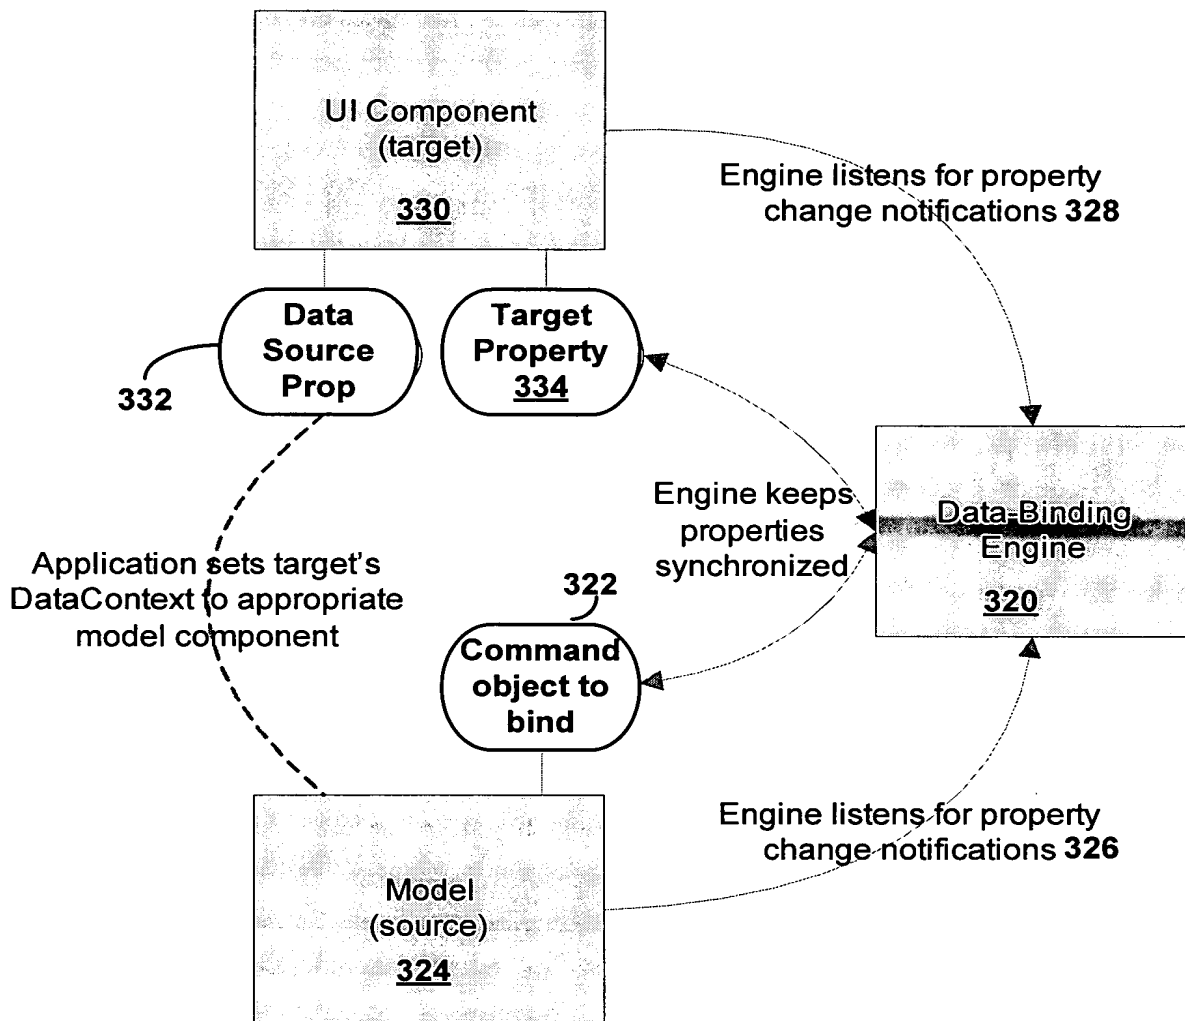 UI Component
(target)
330
Engine listens for property
change notifications 328
Data
Source
Prop
332
Target
Property
334
Engine keeps
properties
synchronized
Data-Binding
Engine
320
Application sets target's
DataContext to appropriate
model component
322
Command
object to
bind
Engine listens for property
change notifications 326
Model
(source)
324